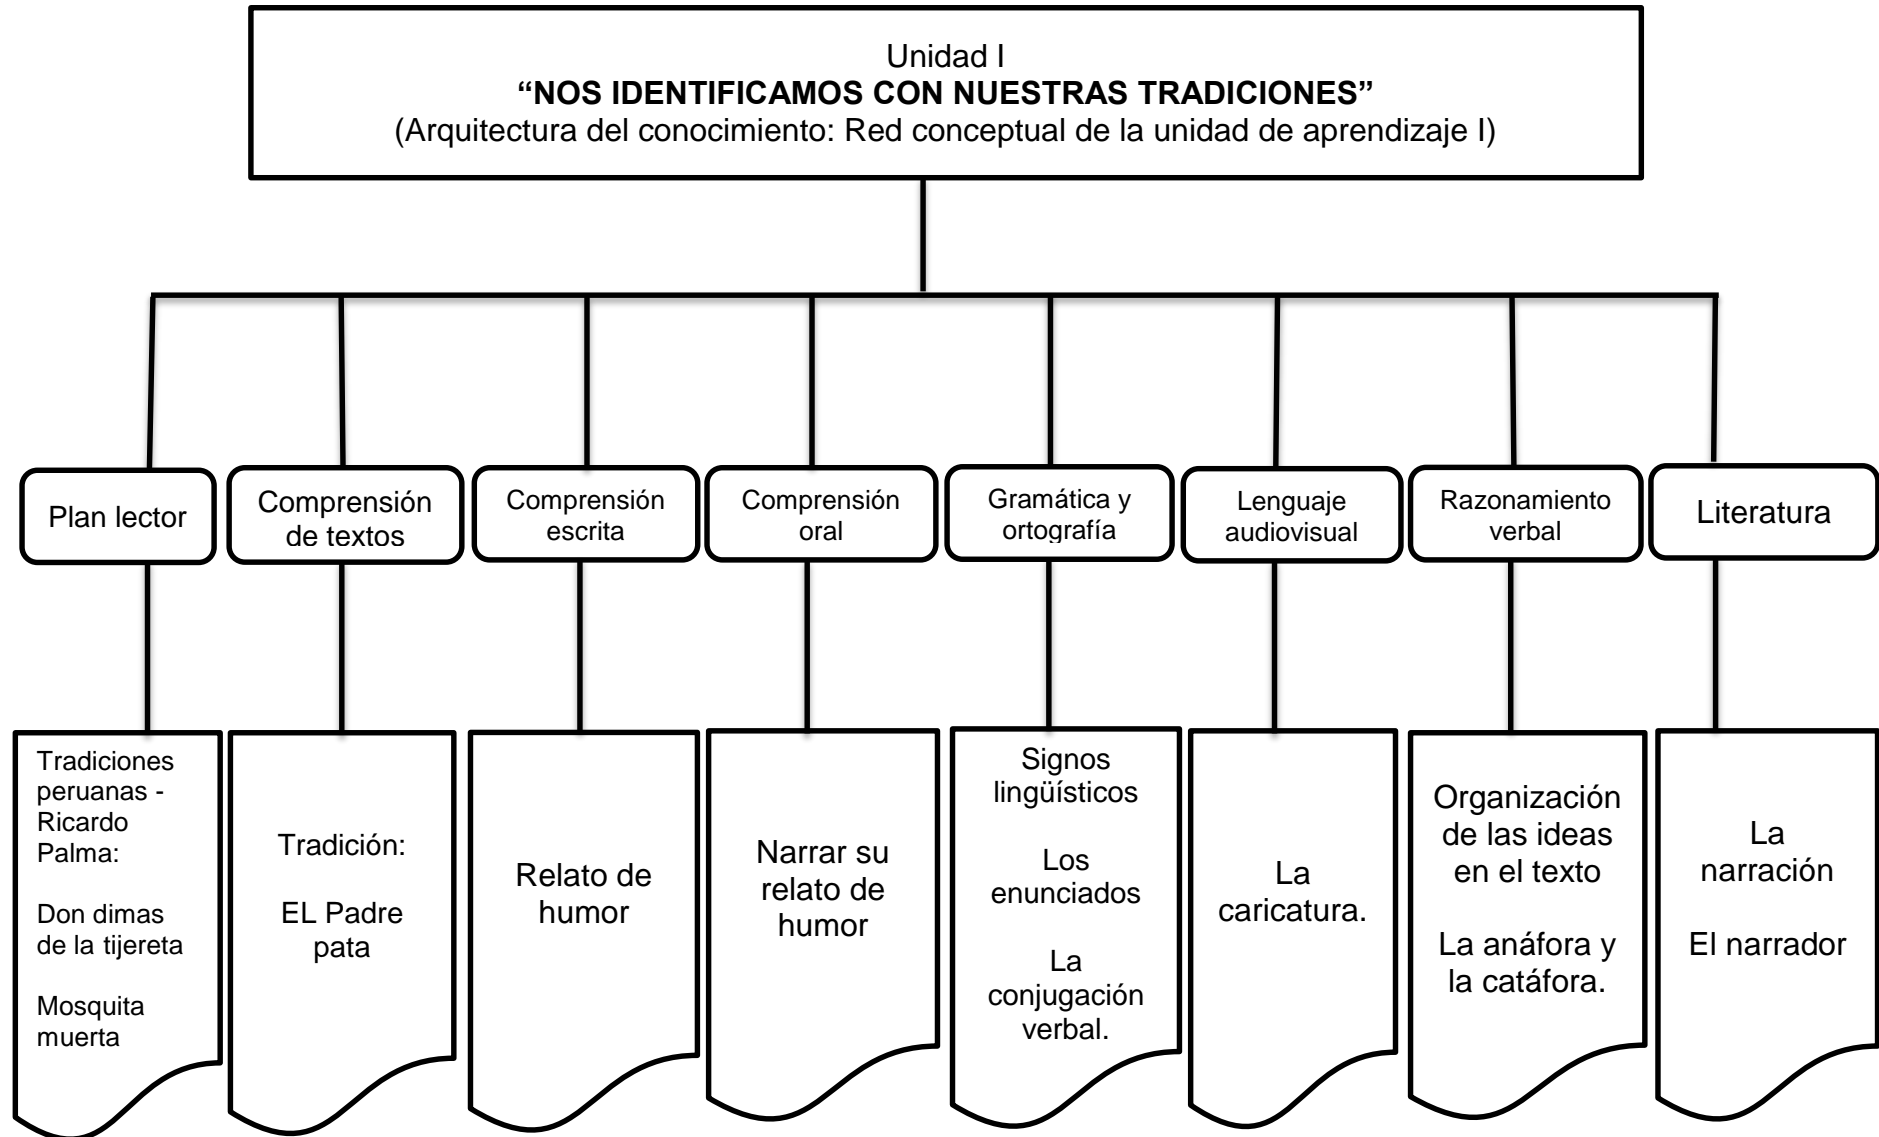 Unidad I
“NOS IDENTIFICAMOS CON NUESTRAS TRADICIONES”
(Arquitectura del conocimiento: Red conceptual de la unidad de aprendizaje I)
Plan lector
Comprensión
de textos
Comprensión
escrita
Comprensión
oral
Gramática y
ortografía
Lenguaje
audiovisual
Razonamiento
verbal
Literatura
Tradiciones
peruanas -
Ricardo
Palma:
Don dimas
de la tijereta
Mosquita
muerta
Tradición:
EL Padre
pata
Relato de
humor
Narrar su
relato de
humor
Signos
lingüísticos
Los
enunciados
La
conjugación
verbal.
La
caricatura.
Organización
de las ideas
en el texto
La anáfora y
la catáfora.
La
narración
El narrador